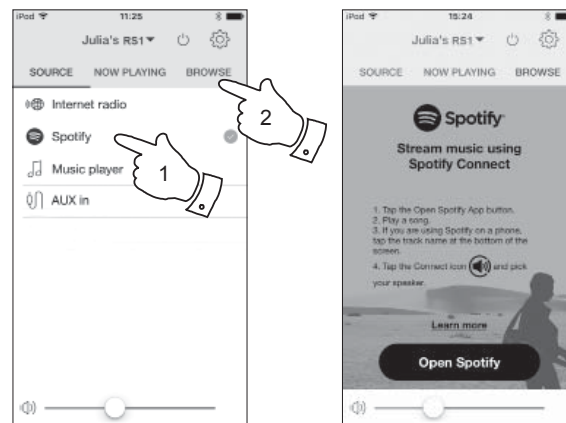 iPod 11:25
Julia's RS1
SOURCE NOW PLAYING BROWSE
Internet radio
Spotify
Music player
AUX in
1
2
iPod 15:24
Julia's RS1
SOURCE NOW PLAYING BROWSE
Spotify
Stream music using
Spotify Connect
1. Tap the Open Spotify App button.
2. Play a song.
3. If you are using Spotify on a phone,
tap the track name at the bottom of the
screen.
4. Tap the Connect icon and pick
your speaker.
Learn more
Open Spotify